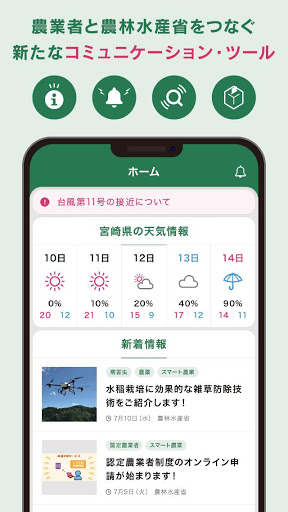 農業者と農林水産省をつなぐ
新たなコミュニケーション・ツール
ホーム
台風第11号の接近について
宮崎県の天気情報
10日 11日 12日 13日 14日
0% 0% 20% 40% 90%
20 12 21 12 15 9 16 11 14 11
新着情報
病害虫 農薬 スマート農業
水稲栽培に効果的な雑草防除技
術をご紹介します！
7月10日（水） 農林水産省
認定農業者 スマート農業
認定農業者制度のオンライン申
請が始まります！
7月9日（火） 農林水産省